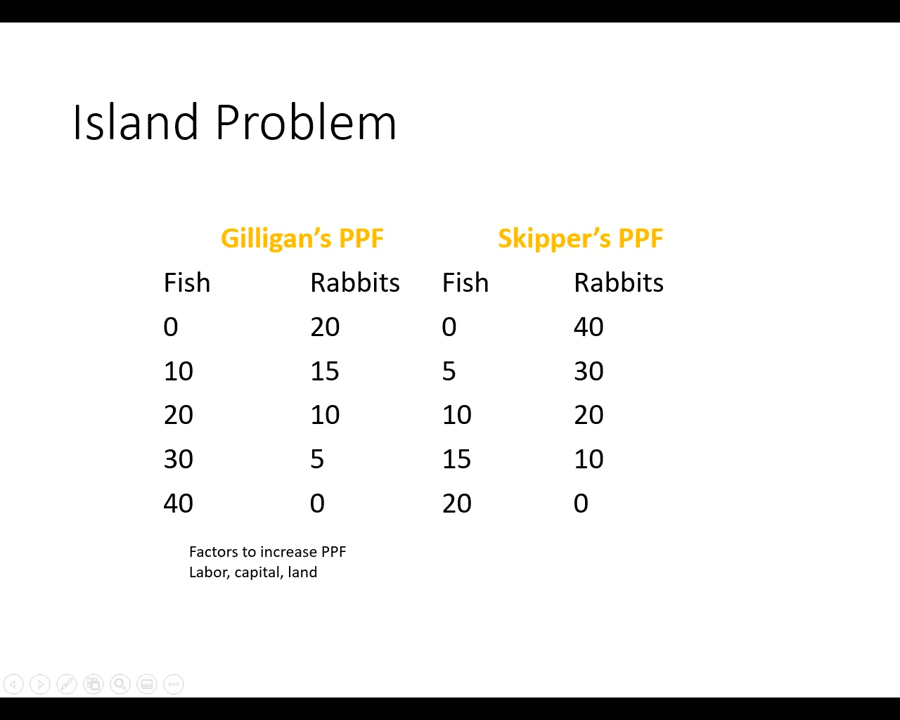 Island Problem
Gilligan’s PPF Skipper’s PPF
Fish Rabbits Fish Rabbits
0 20 0 40
10 15 5 30
20 10 10 20
30 5 15 10
40 0 20 0
Factors to increase PPF
Labor, capital, land